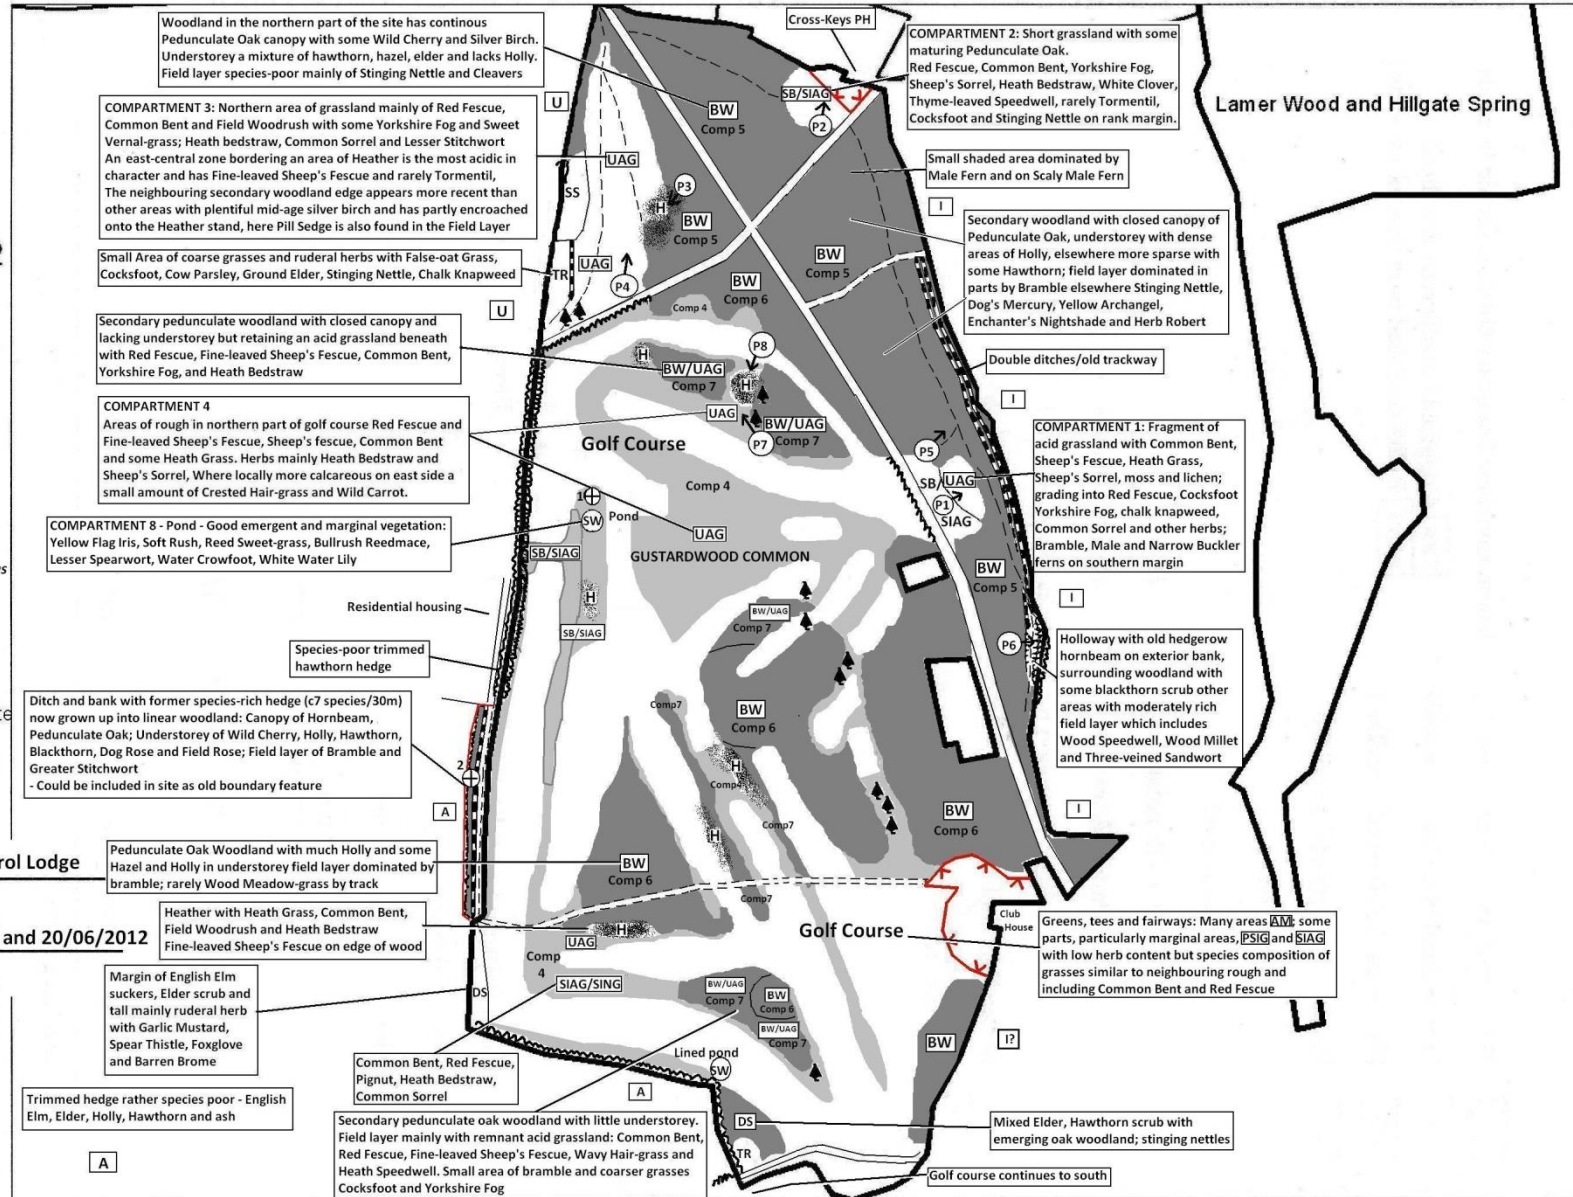 Woodland in the northern part of the site has continous
Pedunculate Oak canopy with some Wild Cherry and Silver Birch.
Understorey a mixture of hawthorn, hazel, elder and lacks Holly.
Field layer species-poor mainly of Stinging Nettle and Cleavers
Cross-Keys PH
COMPARTMENT 2: Short grassland with some
maturing Pedunculate Oak.
Red Fescue, Common Bent, Yorkshire Fog,
Sheep's Sorrel, Heath Bedstraw, White Clover,
Thyme-leaved Speedwell, rarely Tormentil,
Cocksfoot and Stinging Nettle on rank margin.
Lamer Wood and Hillgate Spring
COMPARTMENT 3: Northern area of grassland mainly of Red Fescue,
Common Bent and Field Woodrush with some Yorkshire Fog and Sweet
Vernal-grass; Heath bedstraw, Common Sorrel and Lesser Stitchwort
An east-central zone bordering an area of Heather is the most acidic in
character and has Fine-leaved Sheep's Fescue and rarely Tormentil,
The neighbouring secondary woodland edge appears more recent than
other areas with plentiful mid-age silver birch and has partly encroached
onto the Heather stand, here Pill Sedge is also found in the Field Layer
U
SB/SIAG
P2
BW
Comp 5
UAG
SS
P3
H
BW
Comp 5
Small shaded area dominated by
Male Fern and on Scaly Male Fern
I
Secondary woodland with closed canopy of
Pedunculate Oak, understorey with dense
areas of Holly, elsewhere more sparse with
some Hawthorn; field layer dominated in
parts by Bramble elsewhere Stinging Nettle,
Dog's Mercury, Yellow Archangel,
Enchanter's Nightshade and Herb Robert
Small Area of coarse grasses and ruderal herbs with False-oat Grass,
Cocksfoot, Cow Parsley, Ground Elder, Stinging Nettle, Chalk Knapweed
TR
UAG
P4
BW
Comp 5
BW
Comp 6
Comp 4
U
Secondary pedunculate woodland with closed canopy and
lacking understorey but retaining an acid grassland beneath
with Red Fescue, Fine-leaved Sheep's Fescue, Common Bent,
Yorkshire Fog, and Heath Bedstraw
H
P8
BW/UAG
Comp 7
H
Double ditches/old trackway
I
COMPARTMENT 4
Areas of rough in northern part of golf course Red Fescue and
Fine-leaved Sheep's Fescue, Sheep's fescue, Common Bent
and some Heath Grass. Herbs mainly Heath Bedstraw and
Sheep's Sorrel, Where locally more calcareous on east side a
small amount of Crested Hair-grass and Wild Carrot.
UAG
BW/UAG
Comp 7
P7
Golf Course
COMPARTMENT 1: Fragment of
acid grassland with Common Bent,
Sheep's Fescue, Heath Grass,
Sheep's Sorrel, moss and lichen;
grading into Red Fescue, Cocksfoot
Yorkshire Fog, chalk knapweed,
Common Sorrel and other herbs;
Bramble, Male and Narrow Buckler
ferns on southern margin
P5
SB/UAG
P1
SIAG
Comp 4
1
Pond
SW
COMPARTMENT 8 - Pond - Good emergent and marginal vegetation:
Yellow Flag Iris, Soft Rush, Reed Sweet-grass, Bullrush Reedmace,
Lesser Spearwort, Water Crowfoot, White Water Lily
UAG
SB/SIAG
GUSTARDWOOD COMMON
BW
Comp 5
I
Residential housing
H
BW/UAG
Comp 7
SB/SIAG
P6
Holloway with old hedgerow
hornbeam on exterior bank,
surrounding woodland with
some blackthorn scrub other
areas with moderately rich
field layer which includes
Wood Speedwell, Wood Millet
and Three-veined Sandwort
Species-poor trimmed
hawthorn hedge
Ditch and bank with former species-rich hedge (c7 species/30m)
now grown up into linear woodland: Canopy of Hornbeam,
Pedunculate Oak; Understorey of Wild Cherry, Holly, Hawthorn,
Blackthorn, Dog Rose and Field Rose; Field layer of Bramble and
Greater Stitchwort
- Could be included in site as old boundary feature
2
Comp7
BW
Comp 6
H
Comp4
A
I
Comp7
H
BW
Comp 6
rol Lodge
Pedunculate Oak Woodland with much Holly and some
Hazel and Holly in understorey field layer dominated by
bramble; rarely Wood Meadow-grass by track
BW
Comp 6
Comp7
and 20/06/2012
Heather with Heath Grass, Common Bent,
Field Woodrush and Heath Bedstraw
Fine-leaved Sheep's Fescue on edge of wood
H
UAG
Golf Course
Club
House
Greens, tees and fairways: Many areas AM; some
parts, particularly marginal areas, PSIG and SIAG
with low herb content but species composition of
grasses similar to neighbouring rough and
including Common Bent and Red Fescue
Comp
4
Margin of English Elm
suckers, Elder scrub and
tall mainly ruderal herb
with Garlic Mustard,
Spear Thistle, Foxglove
and Barren Brome
DS
SIAG/SING
BW/UAG
Comp 7
BW
Comp 6
BW/UAG
Comp 7
BW
I?
Lined pond
SW
Common Bent, Red Fescue,
Pignut, Heath Bedstraw,
Common Sorrel
A
Trimmed hedge rather species poor - English
Elm, Elder, Holly, Hawthorn and ash
Secondary pedunculate oak woodland with little understorey.
Field layer mainly with remnant acid grassland: Common Bent,
Red Fescue, Fine-leaved Sheep's Fescue, Wavy Hair-grass and
Heath Speedwell. Small area of bramble and coarser grasses
Cocksfoot and Yorkshire Fog
DS
TR
Mixed Elder, Hawthorn scrub with
emerging oak woodland; stinging nettles
A
Golf course continues to south